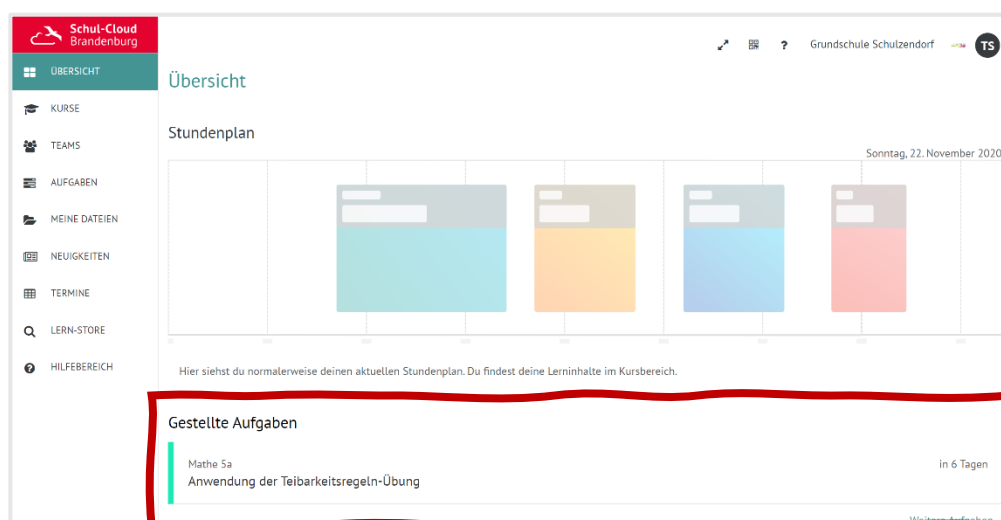 Schul-Cloud
Brandenburg
? Grundschule Schulzendorf TS
ÜBERSICHT
Übersicht
KURSE
TEAMS
AUFGABEN
MEINE DATEIEN
NEUIGKEITEN
TERMINE
LERN-STORE
HILFEBEREICH
Stundenplan
Sonntag, 22. November 2020
Hier siehst du normalerweise deinen aktuellen Stundenplan. Du findest deine Lerninhalte im Kursbereich.
Gestellte Aufgaben
Mathe 5a
in 6 Tagen
Anwendung der Teibarkeitsregeln-Übung